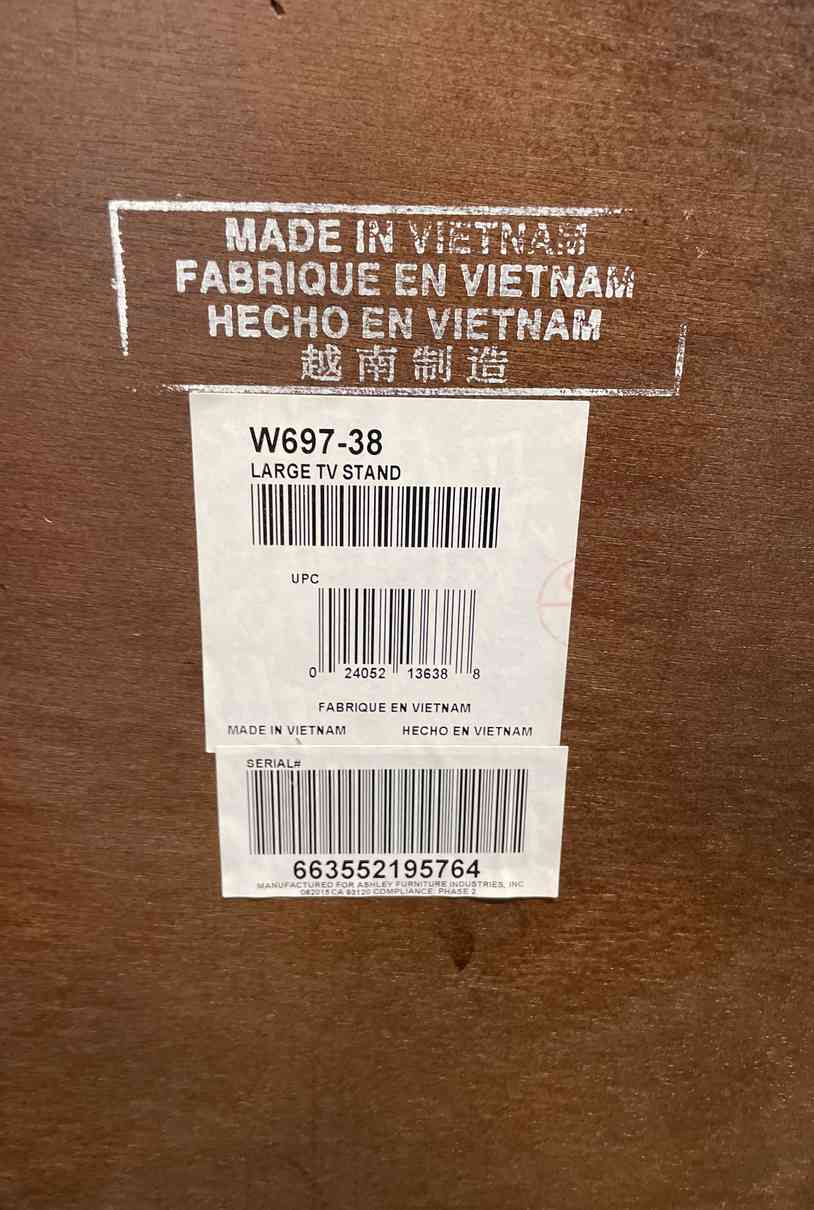 MADE IN VIETNAM
FABRIQUE EN VIETNAM
HECHO EN VIETNAM
越南制造
W697-38
LARGE TV STAND
UPC
0 24052 13638 8
FABRIQUE EN VIETNAM
MADE IN VIETNAM HECHO EN VIETNAM
SERIAL#
663552195764
MANUFACTURED FOR ASHLEY FURNITURE INDUSTRIES, INC
082015 CA 93120 COMPLIANCE: PHASE 2